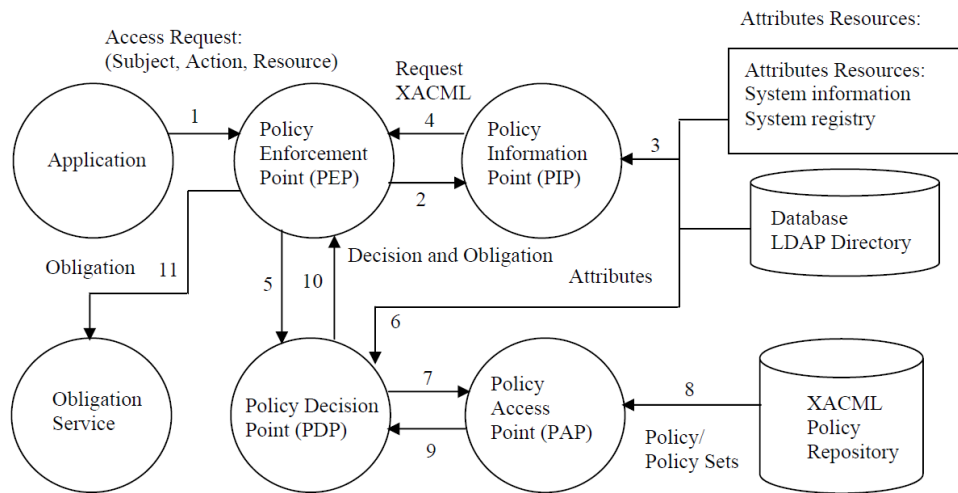 Attributes Resources:
Access Request:
(Subject, Action, Resource)
Request
XACML
Attributes Resources:
System information
System registry
1
4
3
Application
Policy
Enforcement
Point (PEP)
Policy
Information
Point (PIP)
2
Database
LDAP Directory
Obligation
11
5
10
Decision and Obligation
Attributes
6
Obligation
Service
Policy Decision
Point (PDP)
7
9
Policy
Access
Point (PAP)
8
Policy/
Policy Sets
XACML
Policy
Repository